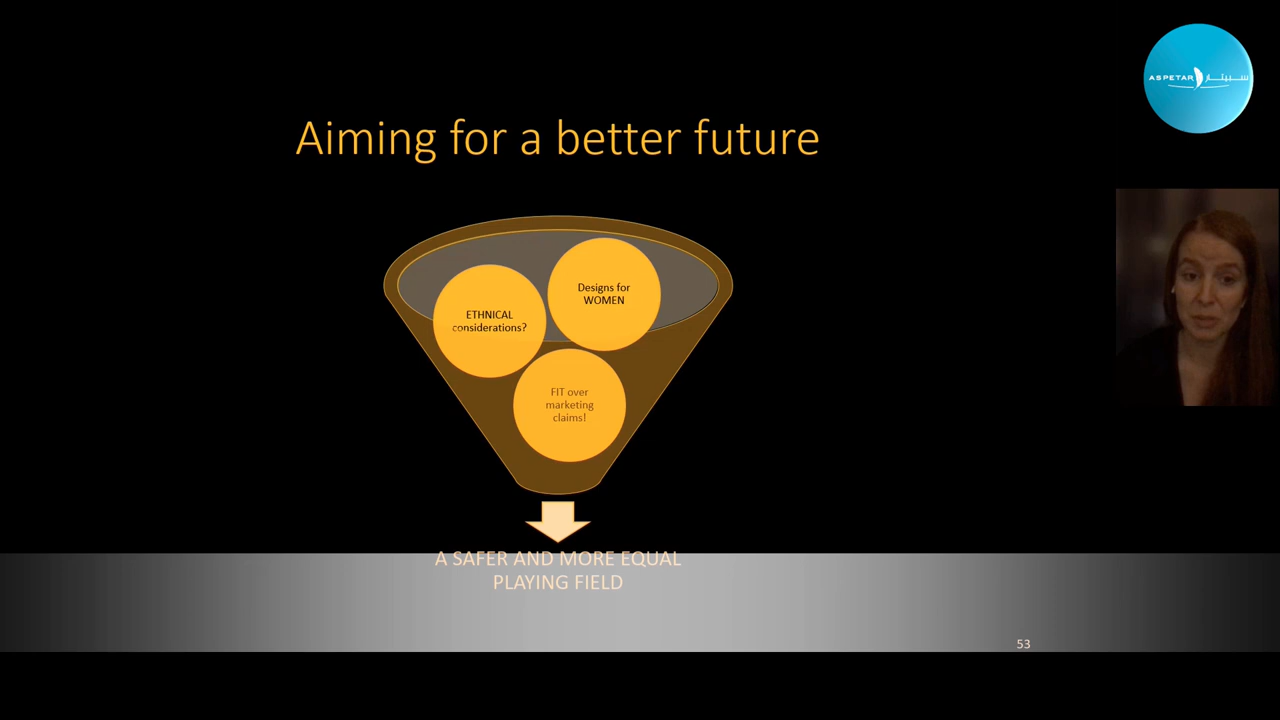 ASPETAR سبيتار
Aiming for a better future
Designs for
WOMEN
ETHNICAL
considerations?
FIT over
marketing
claims!
A SAFER AND MORE EQUAL
PLAYING FIELD
53